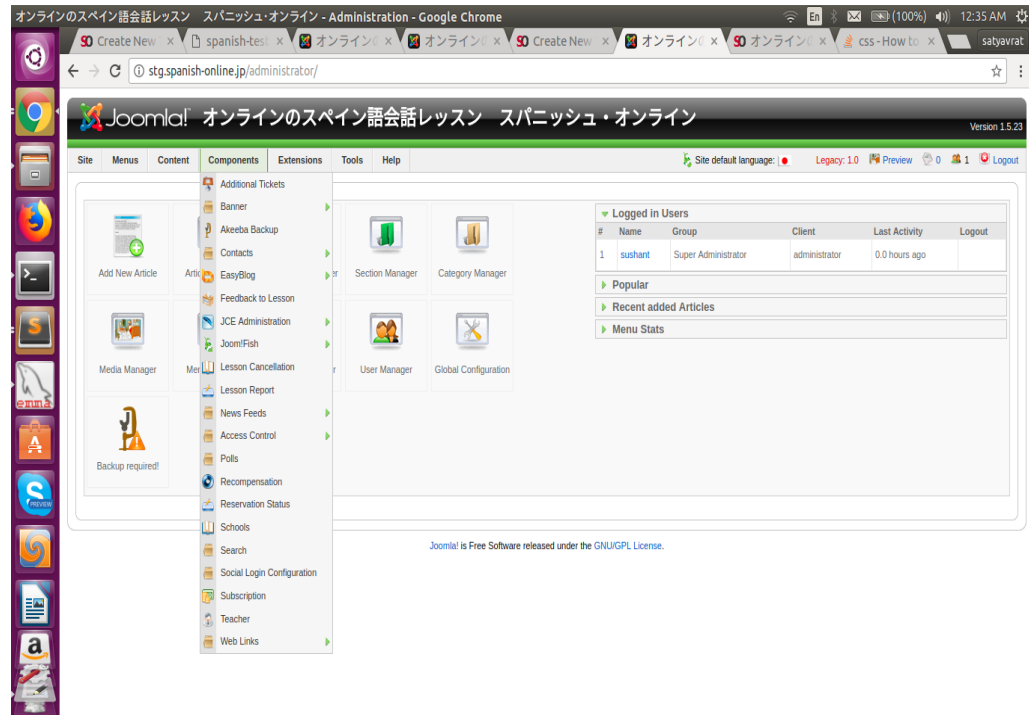 オンラインのスペイン語会話レッスン　スパニッシュ・オンライン - Administration - Google Chrome
En (100%) 12:35 AM
Create New
spanish-test
オンライン
オンライン
Create New
オンライン
オンライン
css - How to
satyavrat
stg.spanish-online.jp/administrator/
Joomla! オンラインのスペイン語会話レッスン　スパニッシュ・オンライン
Version 1.5.23
Site Menus Content Components Extensions Tools Help
Site default language: Legacy: 1.0 Preview 0 1 Logout
Additional Tickets
Banner
Akeeba Backup
Contacts
EasyBlog
Feedback to Lesson
JCE Administration
Joom!Fish
Lesson Cancellation
Lesson Report
News Feeds
Access Control
Polls
Recompensation
Reservation Status
Schools
Search
Social Login Configuration
Subscription
Teacher
Web Links
Add New Article
Section Manager
Category Manager
Media Manager
User Manager
Global Configuration
Backup required!
Logged in Users
# Name Group Client Last Activity Logout
1 sushant Super Administrator administrator 0.0 hours ago
Popular
Recent added Articles
Menu Stats
Joomla! is Free Software released under the GNU/GPL License.
emma
PREVIEW